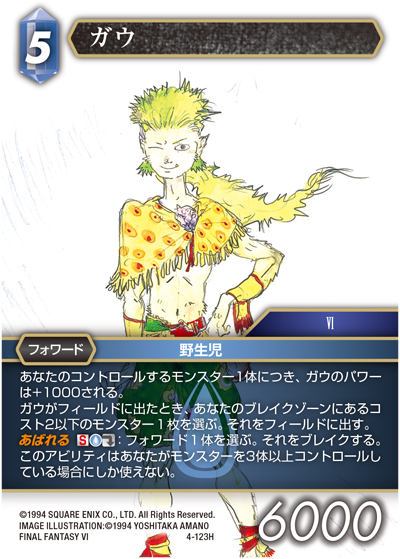 5
ガウ
VI
フォワード
野生児
あなたのコントロールするモンスター1体につき、ガウのパワー
は+1000される。
ガウがフィールドに出たとき、あなたのブレイクゾーンにあるコ
スト2以下のモンスター1枚を選ぶ。それをフィールドに出す。
あばれる S : フォワード1体を選ぶ。それをブレイクする。
このアビリティはあなたがモンスターを3体以上コントロールし
ている場合にしか使えない。
©1994 SQUARE ENIX CO., LTD. All Rights Reserved.
IMAGE ILLUSTRATION:©1994 YOSHITAKA AMANO
FINAL FANTASY VI
4-123H
6000